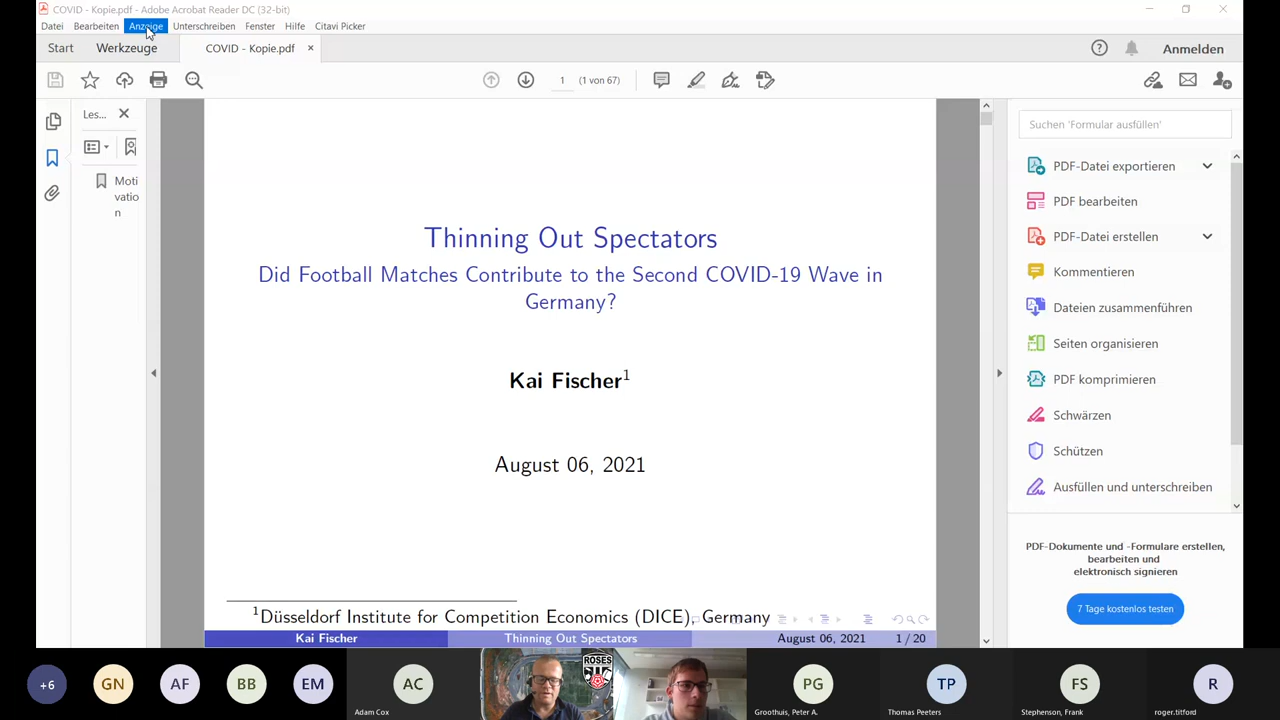 COVID - Kopie.pdf - Adobe Acrobat Reader DC (32-bit)
Datei Bearbeiten Anzeige Unterschreiben Fenster Hilfe Citavi Picker
Start Werkzeuge COVID - Kopie.pdf × Anmelden
1 (1 von 67)
Les...
Moti
vatio
n
Thinning Out Spectators
Did Football Matches Contribute to the Second COVID-19 Wave in
Germany?
Kai Fischer1
August 06, 2021
1Düsseldorf Institute for Competition Economics (DICE), Germany
Kai Fischer Thinning Out Spectators August 06, 2021 1 / 20
Suchen 'Formular ausfüllen'
PDF-Datei exportieren
PDF bearbeiten
PDF-Datei erstellen
Kommentieren
Dateien zusammenführen
Seiten organisieren
PDF komprimieren
Schwärzen
Schützen
Ausfüllen und unterschreiben
PDF-Dokumente und -Formulare erstellen,
bearbeiten und
elektronisch signieren
7 Tage kostenlos testen
+6 GN AF BB EM AC ROSES PG TP FS R
Adam Cox Groothuis, Peter A. Thomas Peeters Stephenson, Frank roger.titford